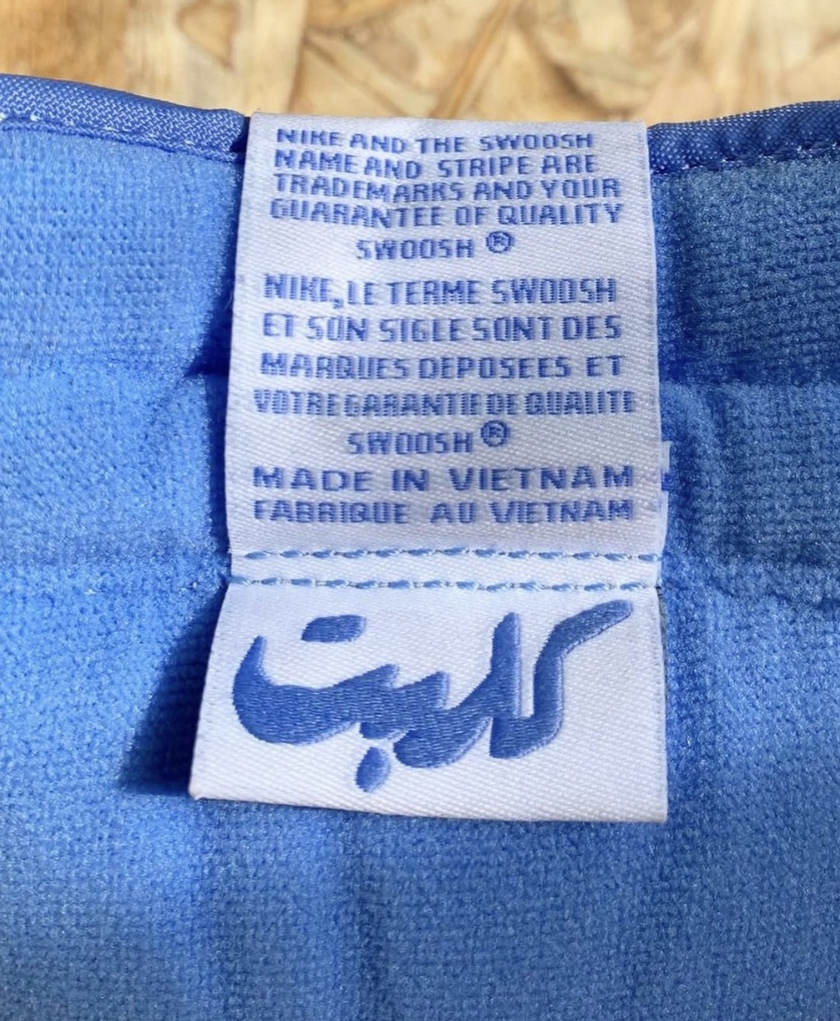 NIKE AND THE SWOOSH
NAME AND STRIPE ARE
TRADEMARKS AND YOUR
GUARANTEE OF QUALITY
SWOOSH ®
NIKE, LE TERME SWOOSH
ET SON SIGLE SONT DES
MARQUES DEPOSEES ET
VOTRE GARANTIE DE QUALITE
SWOOSH ®
MADE IN VIETNAM
FABRIQUE AU VIETNAM